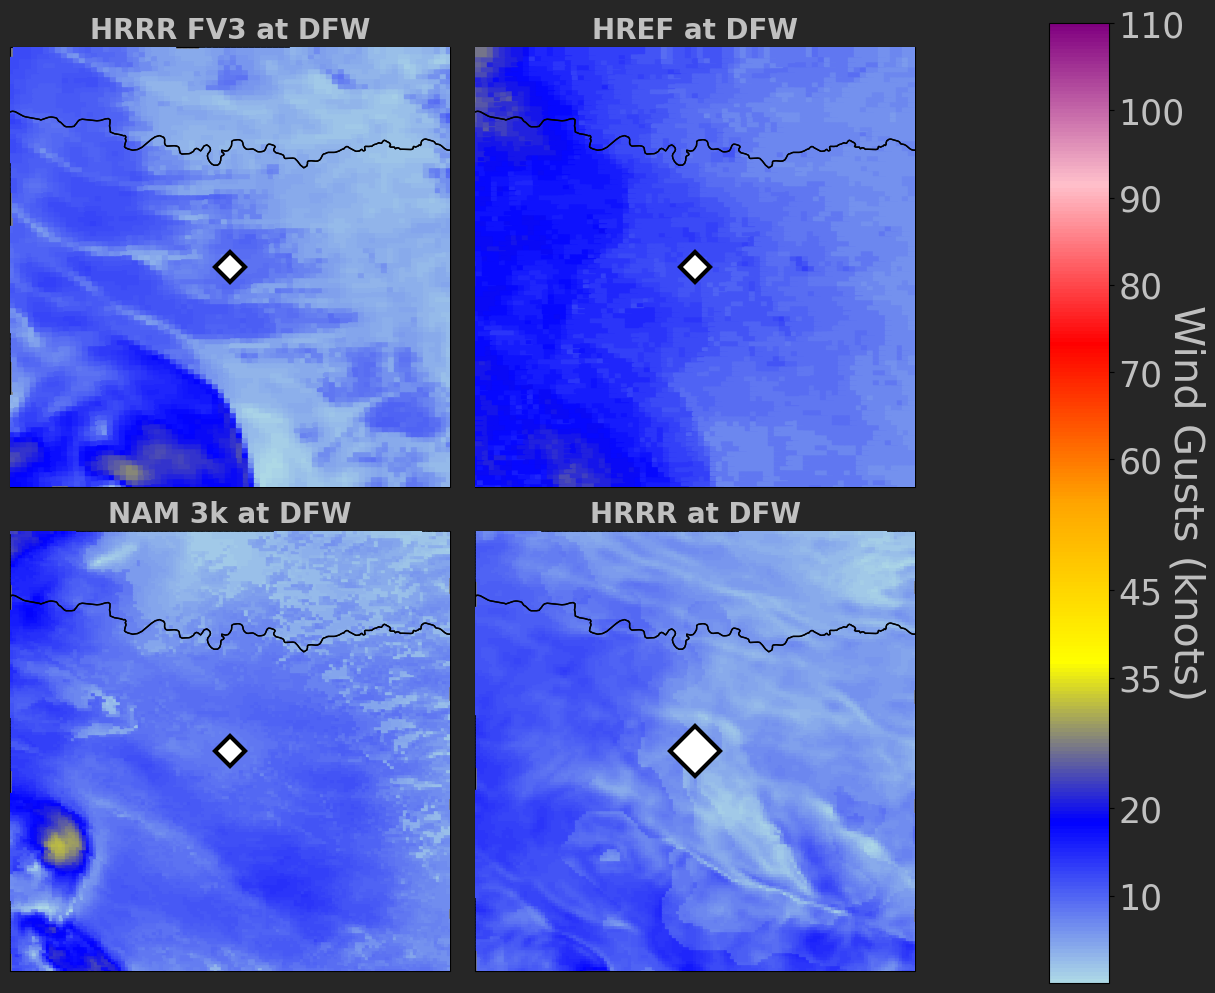 HRRR FV3 at DFW
HREF at DFW
NAM 3k at DFW
HRRR at DFW
110
100
90
80
70
60
45
35
20
10
Wind Gusts (knots)